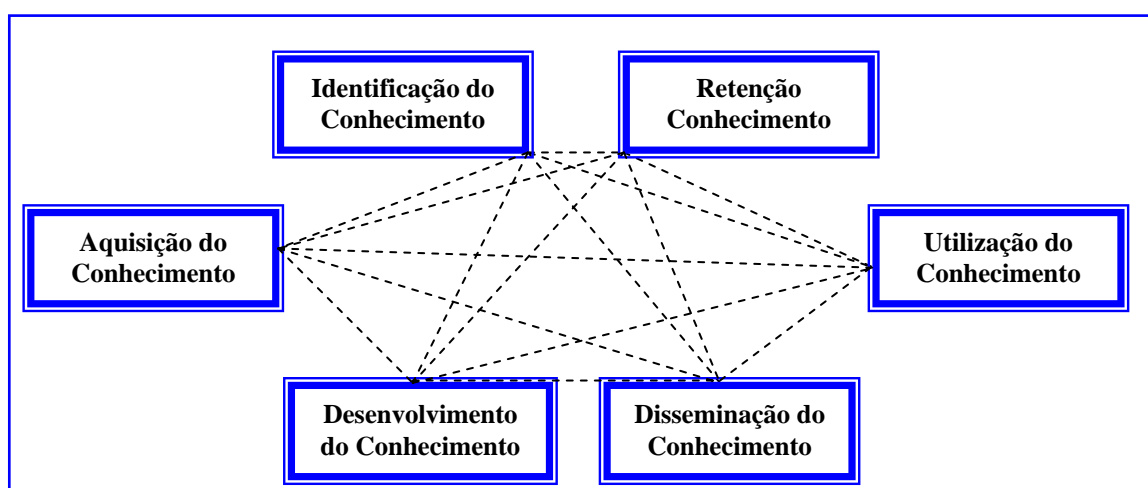 Identificação do
Conhecimento
Retenção
Conhecimento
Aquisição do
Conhecimento
Utilização do
Conhecimento
Desenvolvimento
do Conhecimento
Disseminação do
Conhecimento